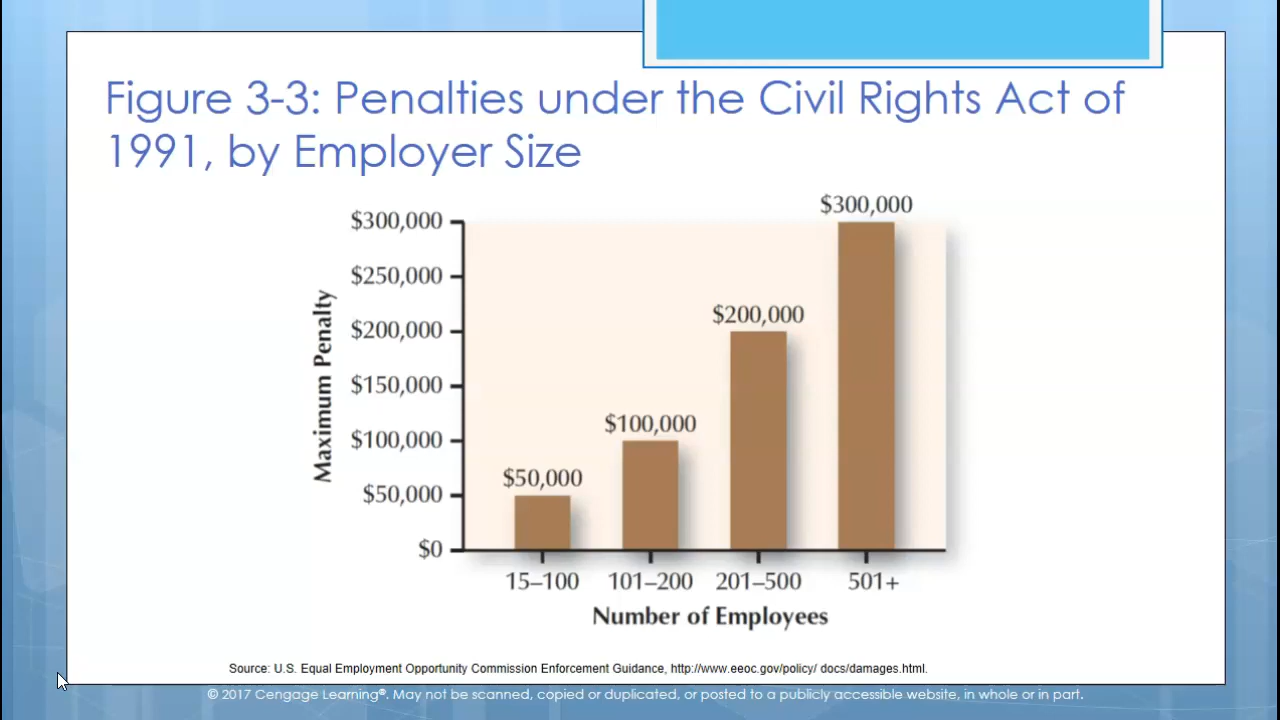 Figure 3-3: Penalties under the Civil Rights Act of
1991, by Employer Size
$300,000
$300,000
$250,000
$200,000
$200,000
$150,000
$100,000
$100,000
$50,000
$50,000
$0
Maximum Penalty
15–100 101–200 201–500 501+
Number of Employees
Source: U.S. Equal Employment Opportunity Commission Enforcement Guidance, http://www.eeoc.gov/policy/ docs/damages.html.
© 2017 Cengage Learning®. May not be scanned, copied or duplicated, or posted to a publicly accessible website, in whole or in part.